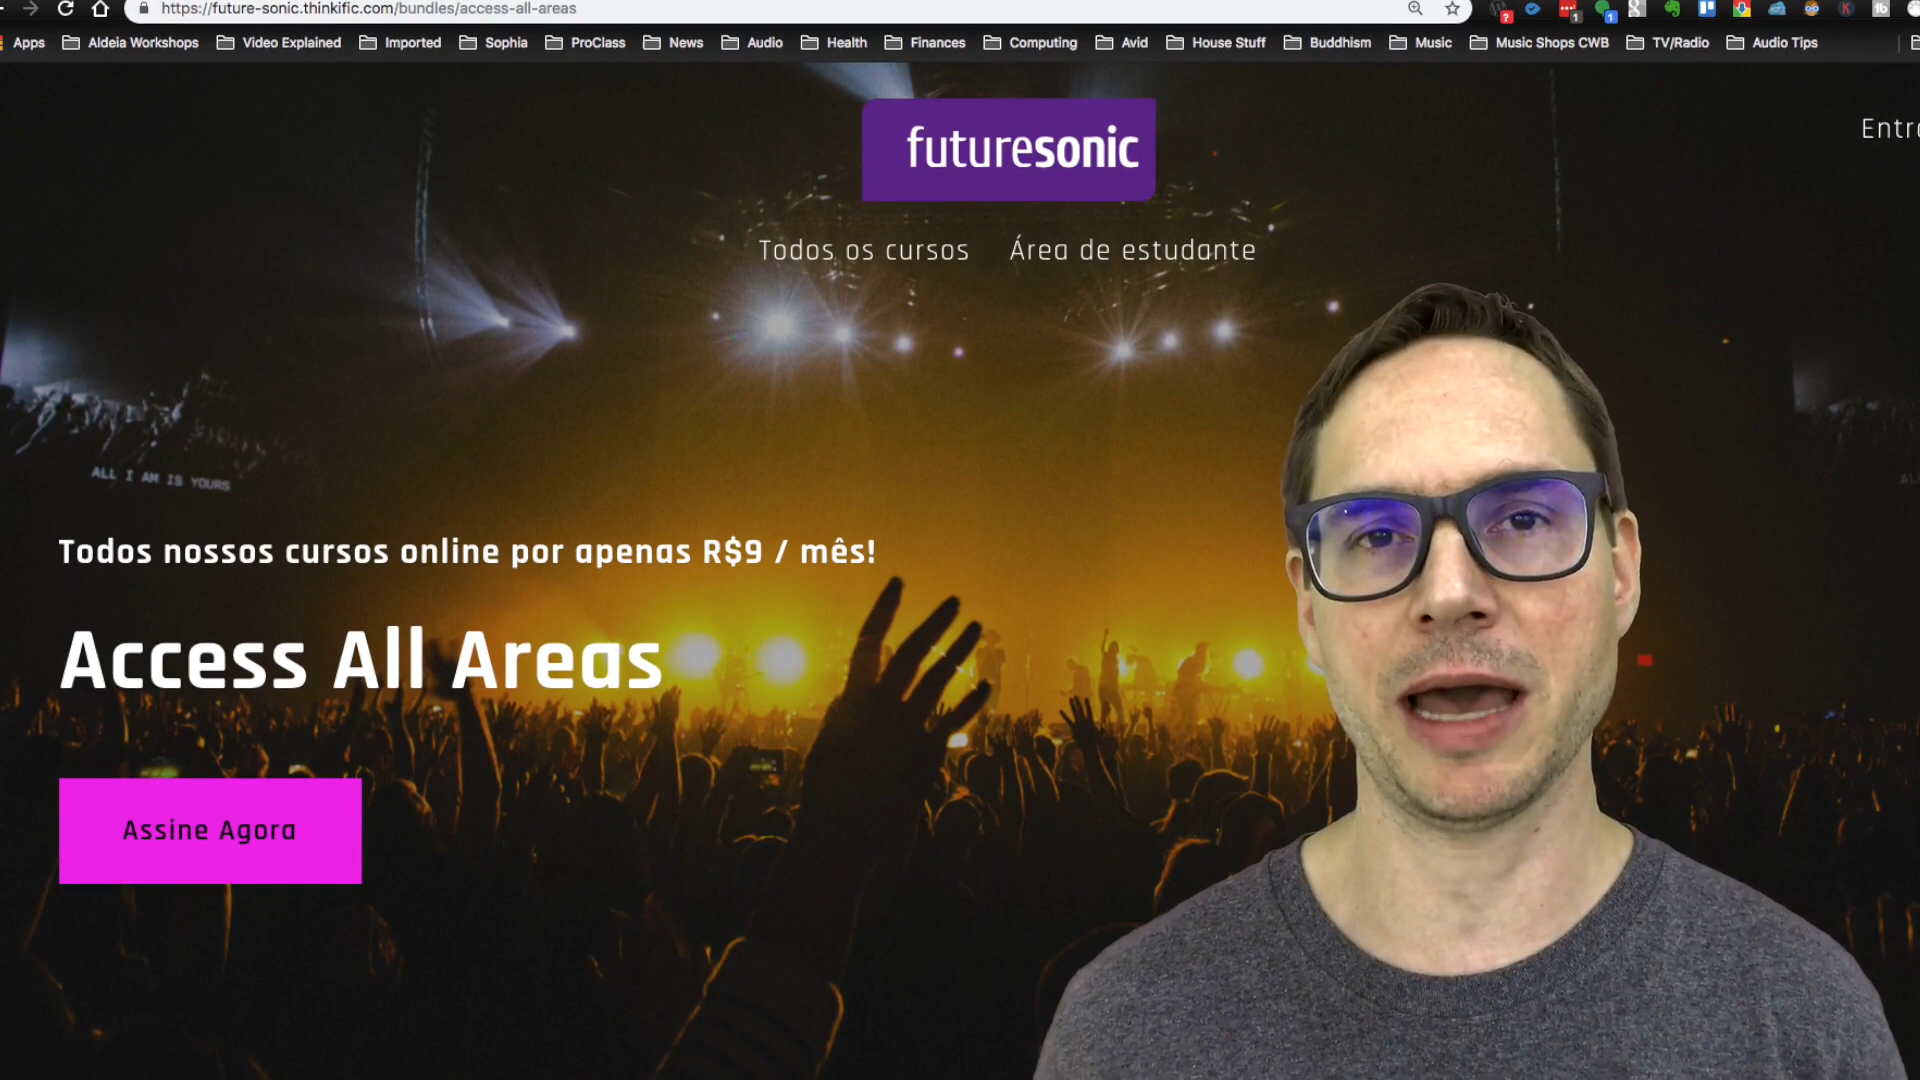 https://future-sonic.thinkific.com/bundles/access-all-areas
Apps Aldeia Workshops Video Explained Imported Sophia ProClass News Audio Health Finances Computing Avid House Stuff Buddhism Music Music Shops CWB TV/Radio Audio Tips
futuresonic
Entr
Todos os cursos Área de estudante
ALL I AM IS YOURS
Todos nossos cursos online por apenas R$9 / mês!
Access All Areas
Assine Agora